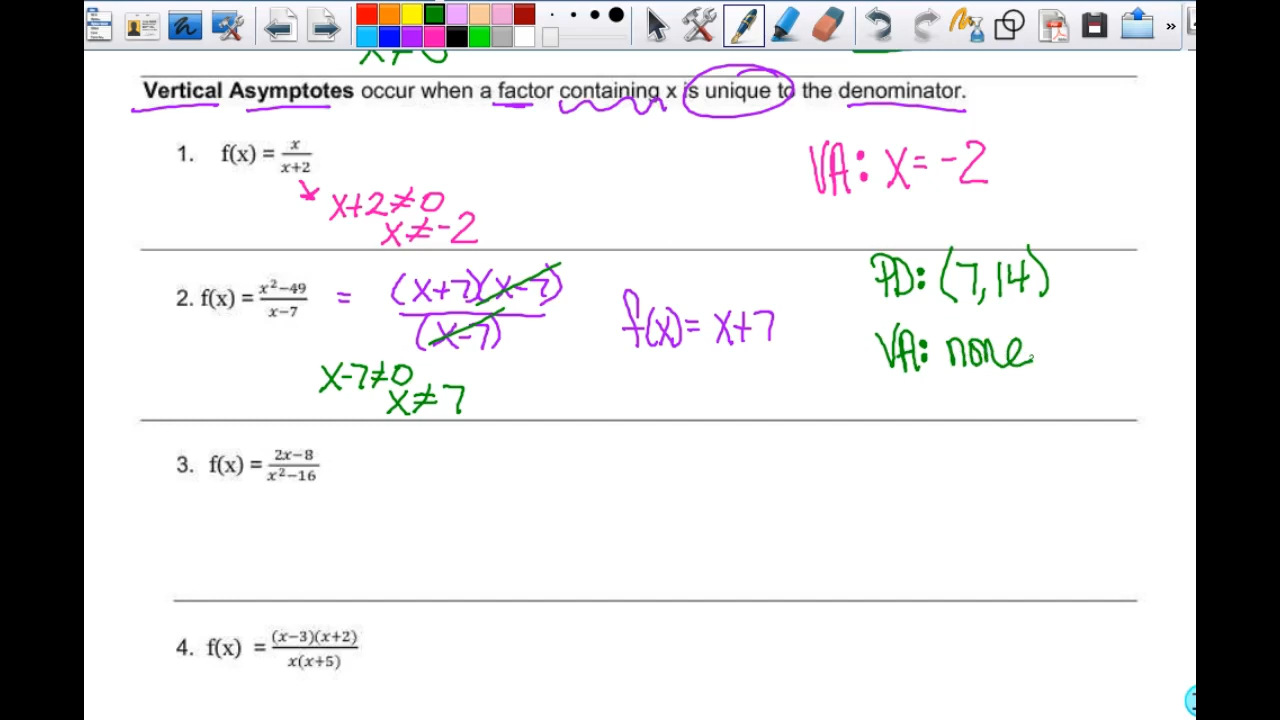 x≠0
Vertical Asymptotes occur when a factor containing x is unique to the denominator.
1. f(x) = x/(x+2)
VA: x = -2
x+2≠0
x≠-2
2. f(x) = (x²−49)/(x−7) = (x+7)(x-7)/(x-7)
f(x) = x+7
PD: (7, 14)
VA: none
x-7≠0
x≠7
3. f(x) = (2x−8)/(x²−16)
4. f(x) = (x−3)(x+2)/x(x+5)